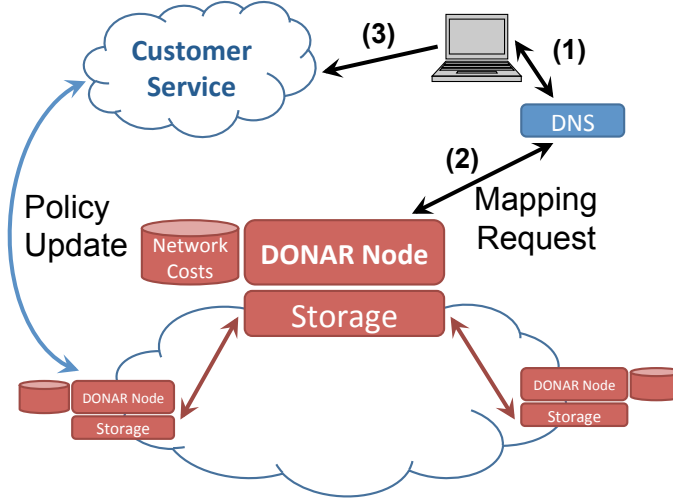 Customer
Service
(3)
(1)
DNS
(2)
Mapping
Request
Policy
Update
Network
Costs
DONAR Node
Storage
DONAR Node
Storage
DONAR Node
Storage